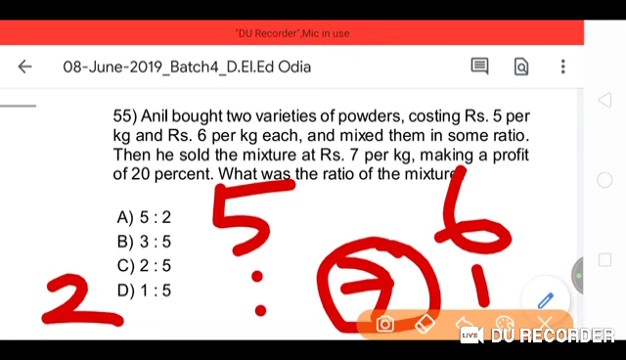 "DU Recorder",Mic in use
08-June-2019_Batch4_D.El.Ed Odia
55) Anil bought two varieties of powders, costing Rs. 5 per
kg and Rs. 6 per kg each, and mixed them in some ratio.
Then he sold the mixture at Rs. 7 per kg, making a profit
of 20 percent. What was the ratio of the mixture
A) 5 : 2
B) 3 : 5
C) 2 : 5
D) 1 : 5
5 6
2 : 7 1
LIVE DU RECORDER